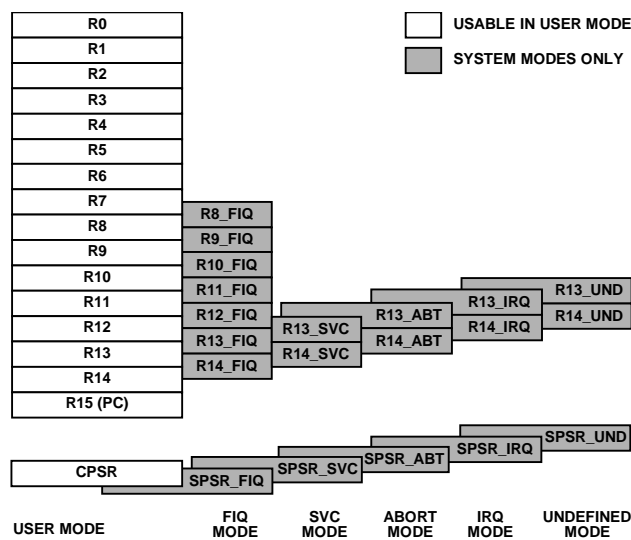 R0
R1
R2
R3
R4
R5
R6
R7
R8
R9
R10
R11
R12
R13
R14
R15 (PC)
CPSR
R8_FIQ
R9_FIQ
R10_FIQ
R11_FIQ
R12_FIQ
R13_FIQ
R14_FIQ
SPSR_FIQ
R13_SVC
R14_SVC
SPSR_SVC
R13_ABT
R14_ABT
SPSR_ABT
R13_IRQ
R14_IRQ
SPSR_IRQ
R13_UND
R14_UND
SPSR_UND
USABLE IN USER MODE
SYSTEM MODES ONLY
USER MODE
FIQ
MODE
SVC
MODE
ABORT
MODE
IRQ
MODE
UNDEFINED
MODE